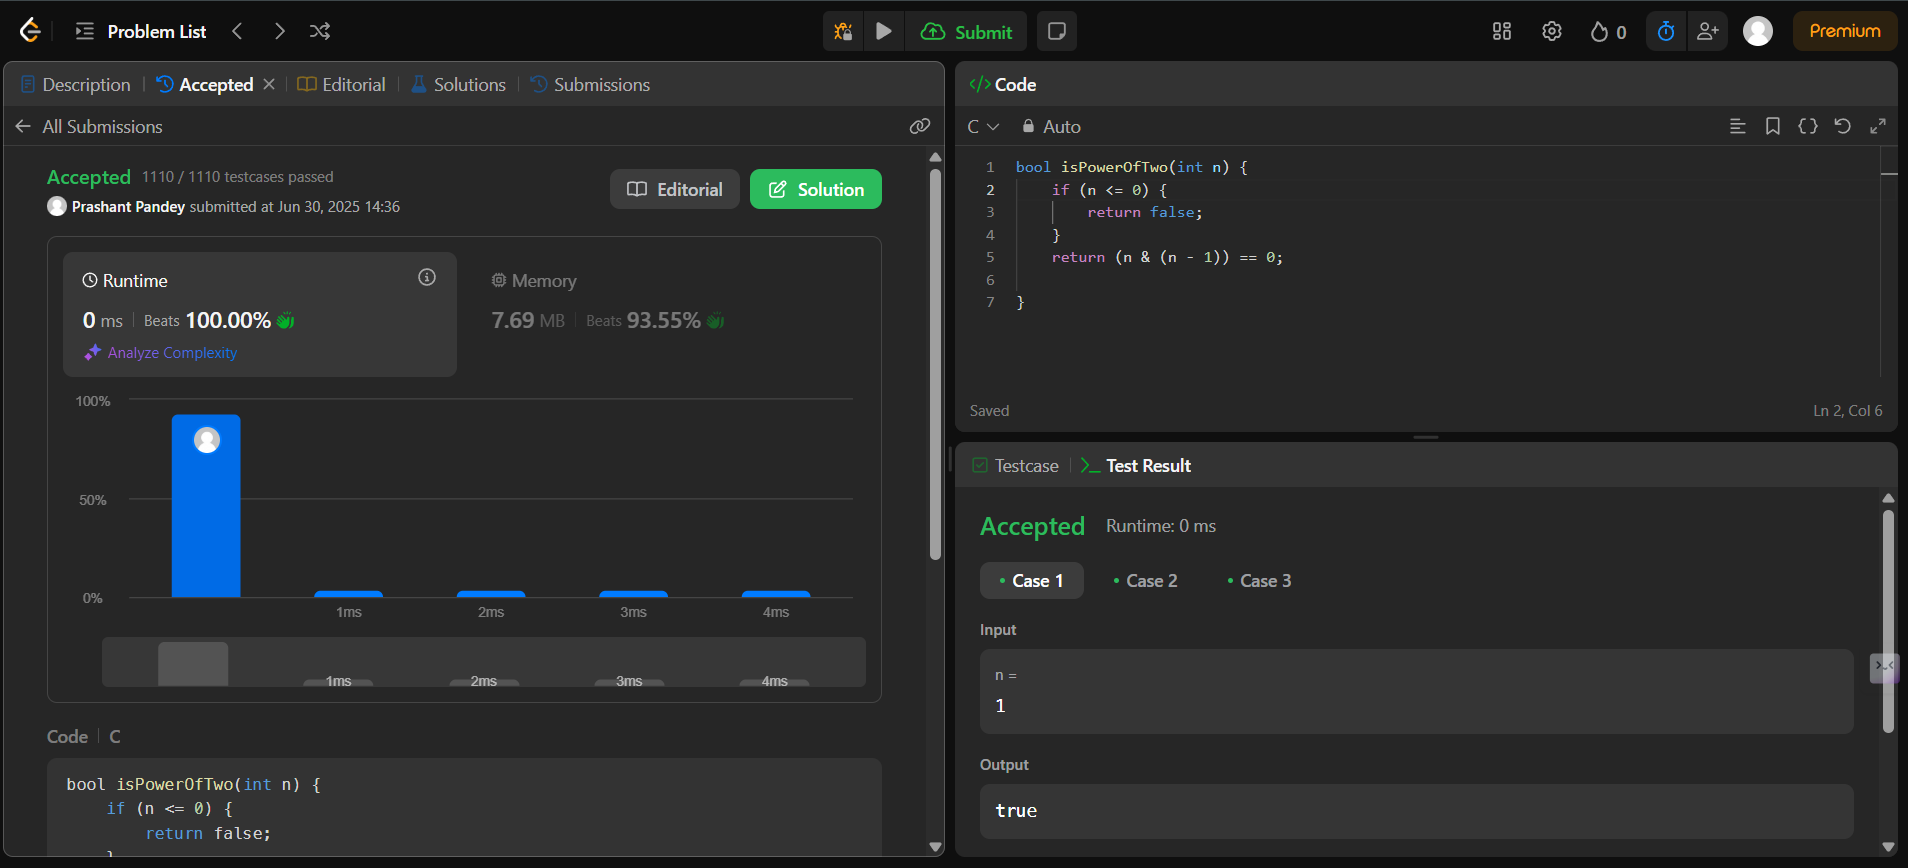 Problem List
Submit
0
Premium
Description
Accepted
Editorial
Solutions
Submissions
All Submissions
Accepted 1110 / 1110 testcases passed
Prashant Pandey submitted at Jun 30, 2025 14:36
Editorial
Solution
Runtime
0 ms Beats 100.00%
Analyze Complexity
Memory
7.69 MB Beats 93.55%
100%
50%
0%
1ms 2ms 3ms 4ms
1ms 2ms 3ms 4ms
Code C
bool isPowerOfTwo(int n) {
if (n <= 0) {
return false;
}
</> Code
C Auto
1 bool isPowerOfTwo(int n) {
2 if (n <= 0) {
3 return false;
4 }
5 return (n & (n - 1)) == 0;
6
7 }
Saved
Ln 2, Col 6
Testcase
Test Result
Accepted Runtime: 0 ms
Case 1
Case 2
Case 3
Input
n =
1
Output
true